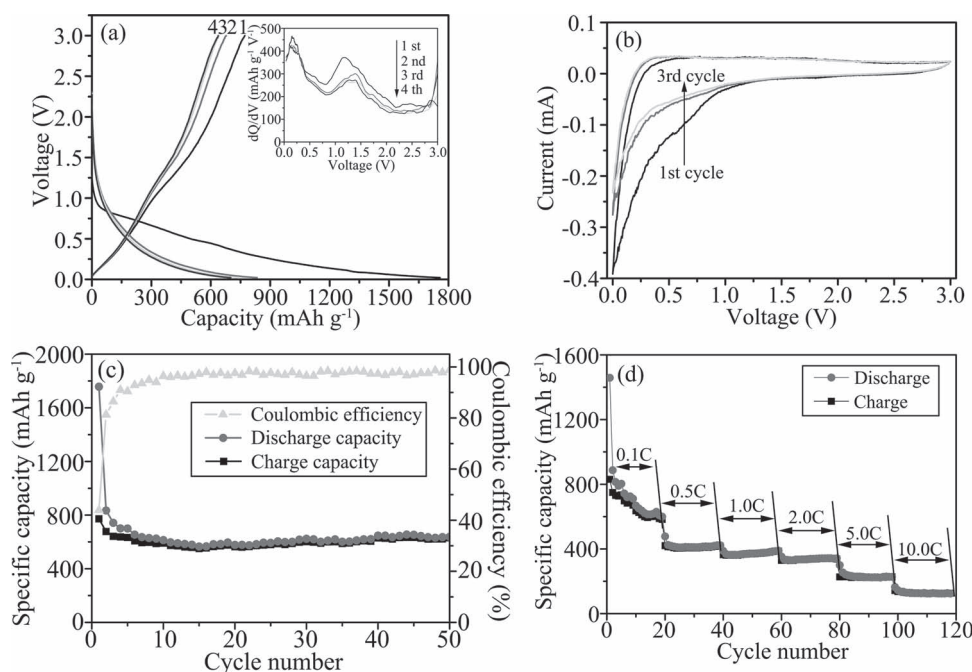 (a)
4321
3.0
2.5
2.0
1.5
1.0
0.5
0.0
Voltage (V)
0 300 600 900 1200 1500 1800
Capacity (mAh g-1)
500
400
300
200
100
0
dQ/dV (mAh g-1 V-1)
1 st
2 nd
3 rd
4 th
0.0 0.5 1.0 1.5 2.0 2.5 3.0
Voltage (V)
(b)
0.1
0.0
-0.1
-0.2
-0.3
-0.4
Current (mA)
3rd cycle
1st cycle
0.0 0.5 1.0 1.5 2.0 2.5 3.0
Voltage (V)
(c)
2000
1800
1400
1000
600
200
0
Specific capacity (mAh g-1)
Coulombic efficiency
Discharge capacity
Charge capacity
100
80
60
40
30
20
0
Coulombic efficiency (%)
0 10 20 30 40 50
Cycle number
(d)
1600
1200
800
400
0
Specific capacity (mAh g-1)
Discharge
Charge
0.1C
0.5C
1.0C
2.0C
5.0C
10.0C
0 20 40 60 80 100 120
Cycle number